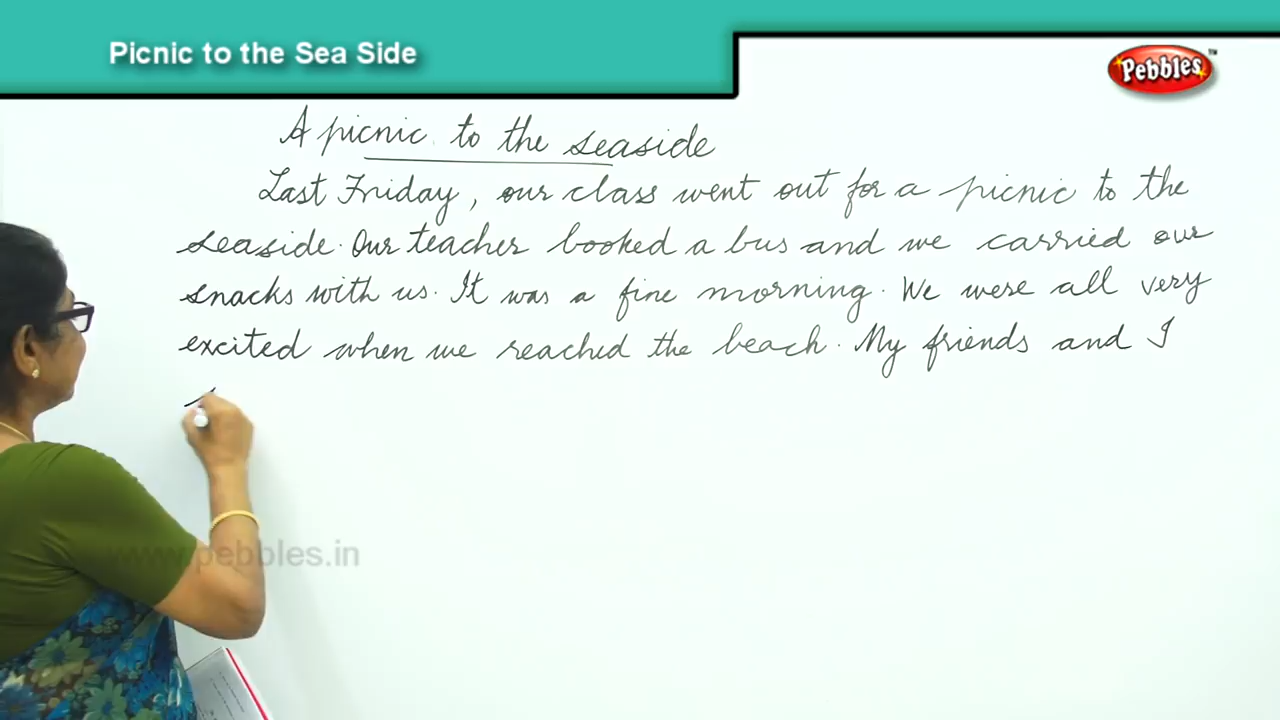 Picnic to the Sea Side
Pebbles™
A picnic to the seaside
Last Friday, our class went out for a picnic to the
seaside. Our teacher booked a bus and we carried our
snacks with us. It was a fine morning. We were all very
excited when we reached the beach. My friends and I
www.pebbles.in